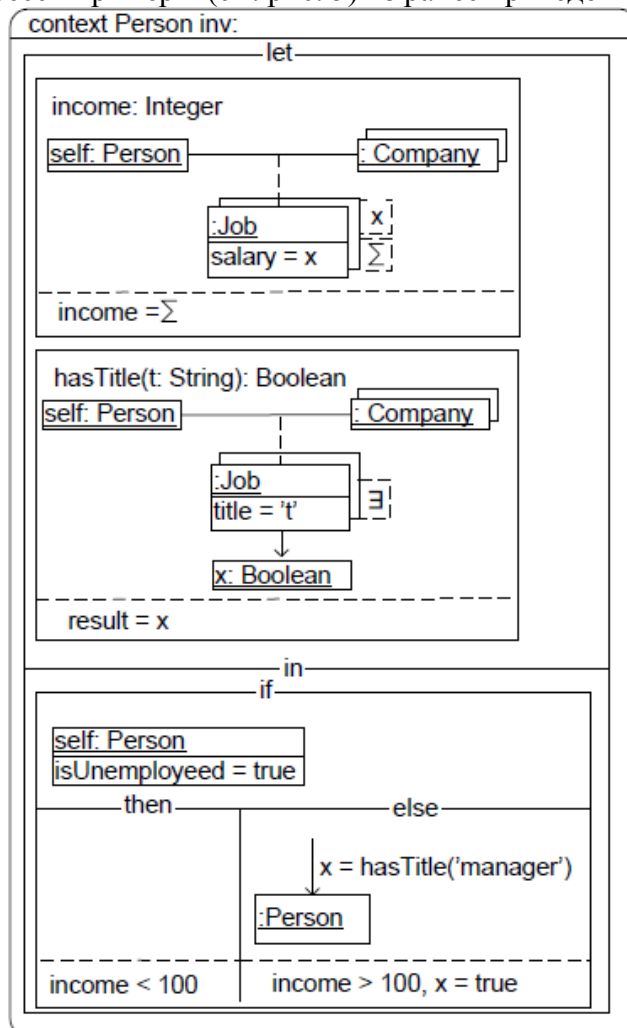 context Person inv:
let
income: Integer
self: Person
: Company
:Job
x
salary = x
∑
income =∑
hasTitle(t: String): Boolean
self: Person
: Company
:Job
title = 't'
∃
x: Boolean
result = x
in
if
self: Person
isUnemployeed = true
then
else
x = hasTitle('manager')
:Person
income < 100
income > 100, x = true